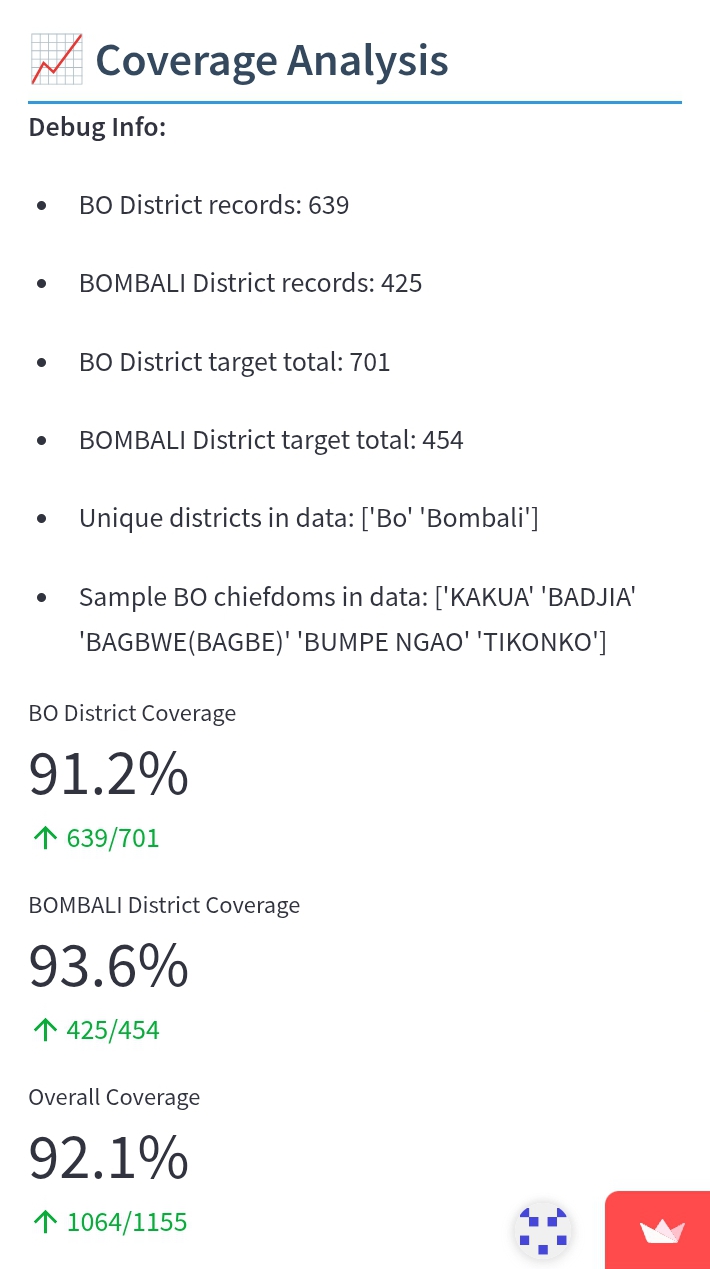 Coverage Analysis
Debug Info:
BO District records: 639
BOMBALI District records: 425
BO District target total: 701
BOMBALI District target total: 454
Unique districts in data: ['Bo' 'Bombali']
Sample BO chiefdoms in data: ['KAKUA' 'BADJIA'
'BAGBWE(BAGBE)' 'BUMPE NGAO' 'TIKONKO']
BO District Coverage
91.2%
↑ 639/701
BOMBALI District Coverage
93.6%
↑ 425/454
Overall Coverage
92.1%
↑ 1064/1155